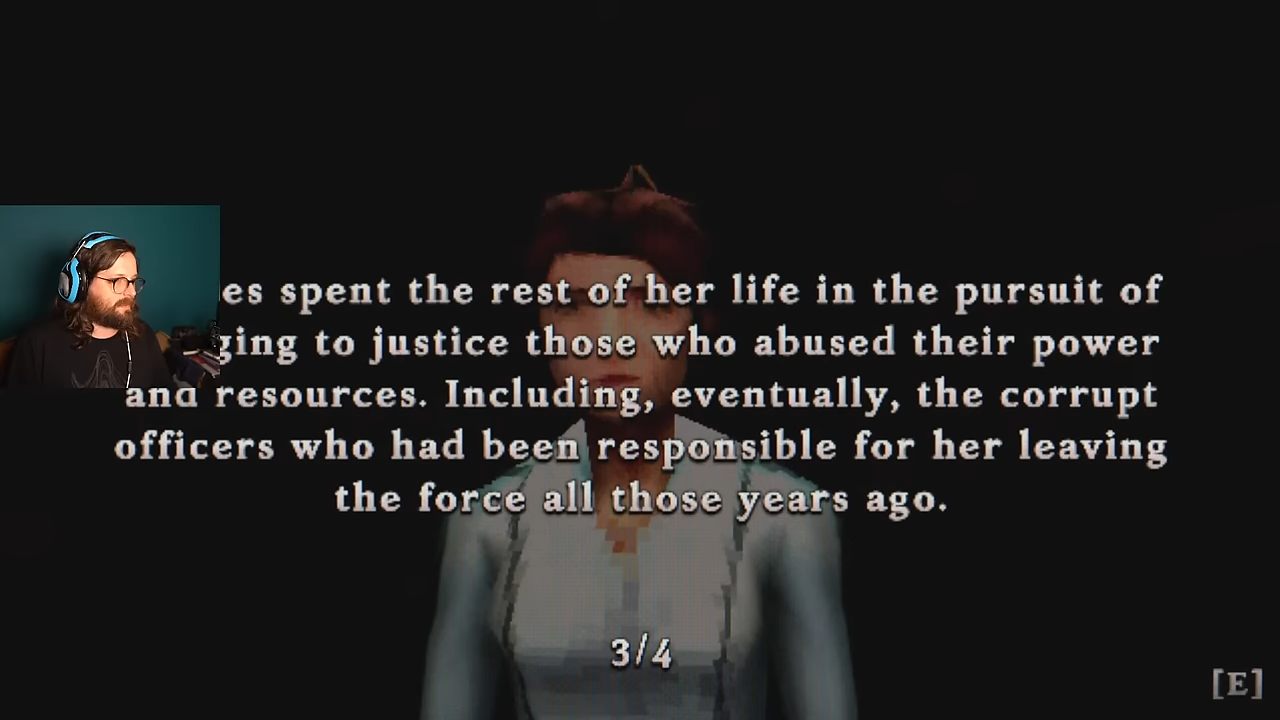 spent the rest of her life in the pursuit of
to justice those who abused their power
and resources. Including, eventually, the corrupt
officers who had been responsible for her leaving
the force all those years ago.
3/4
[E]